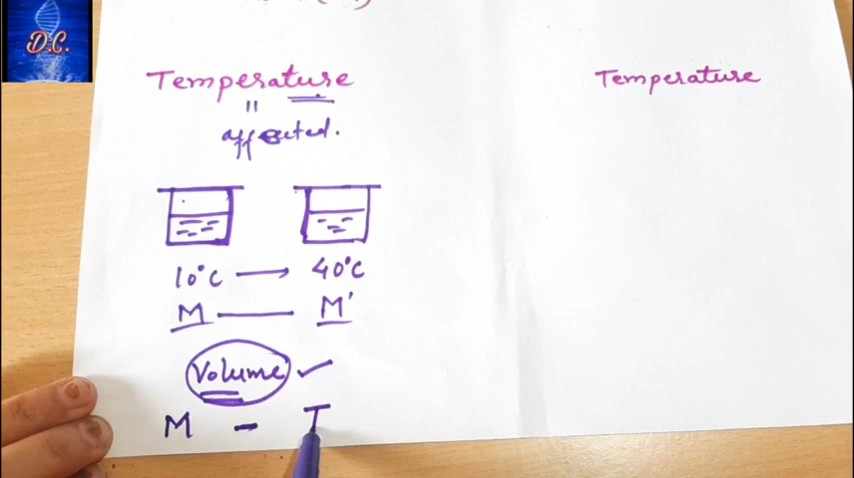 D.C.
Temperature Temperature
"
affected.
10°C → 40°C
M — M'
Volume ✓
M - T